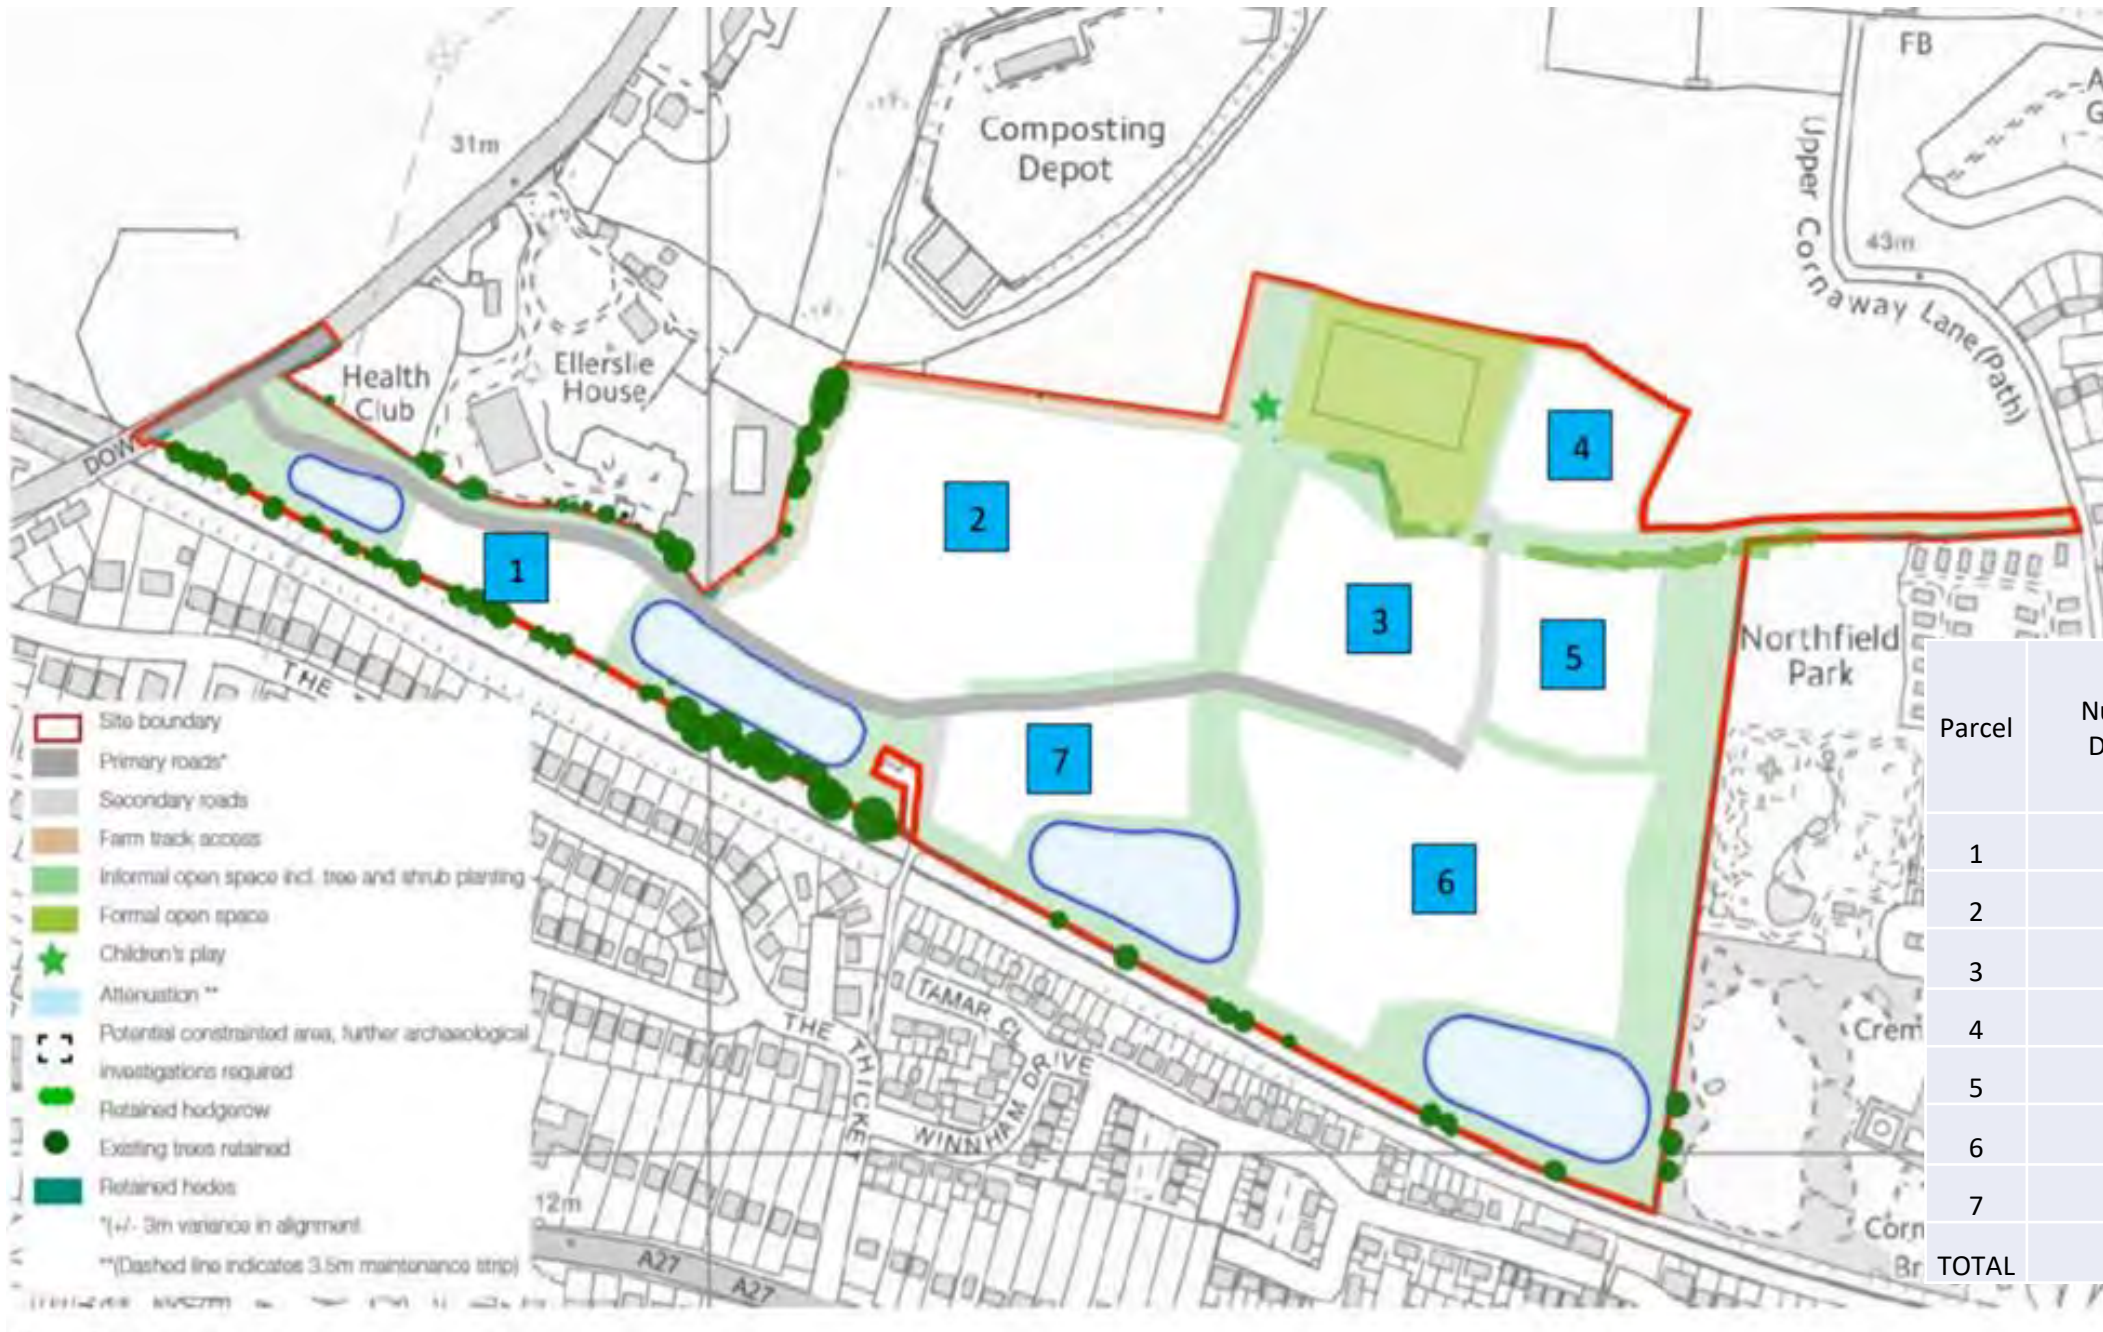 FB
31m
Composting
Depot
Upper Cornaway Lane (Path)
43m
Health
Club
Ellerslie
House
DOW
4
2
1
3
5
7
6
Northfield
Park
THE
Site boundary
Primary roads*
Secondary roads
Farm track access
Informal open space incl. tree and shrub planting
Formal open space
Children's play
Attenuation **
Potential constrainted area, further archaeological
investigations required
Retained hedgerow
Existing trees retained
Retained hedes
*(+/- 3m variance in alignment
**(Dashed line indicates 3.5m maintenance strip)
TAMAR CL
THE THICKET
WINNHAM DRIVE
12m
A27
A27
Crem
Corn
Br
Parcel
Nu
D
1
2
3
4
5
6
7
TOTAL